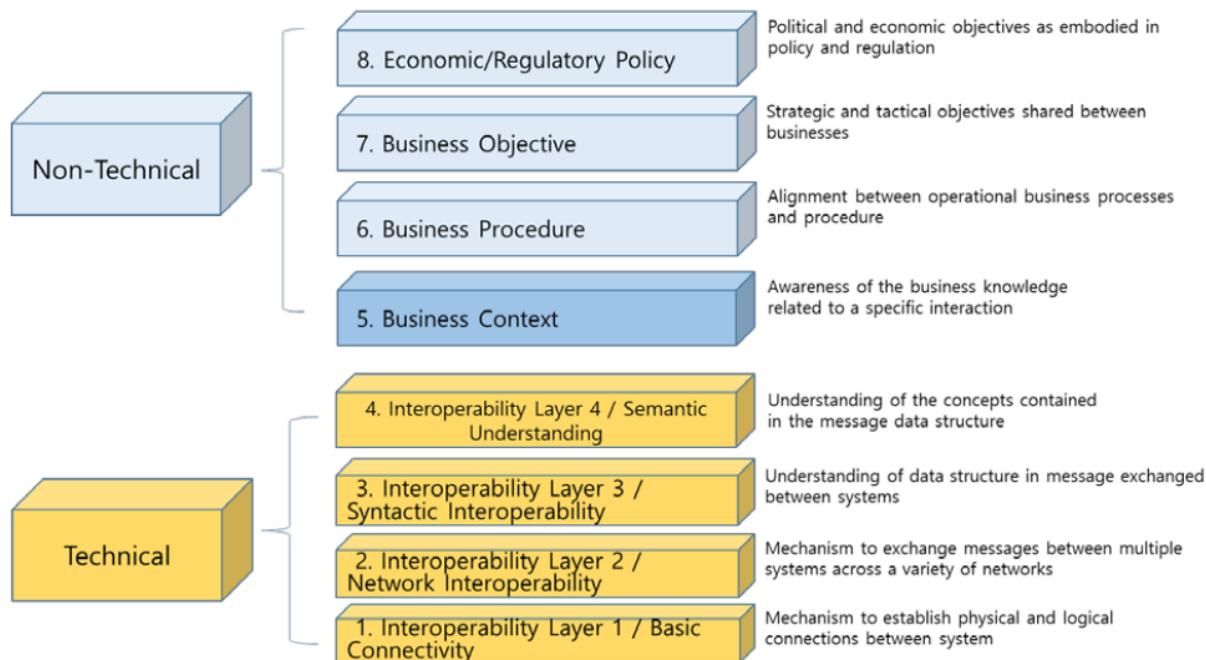 Non-Technical
8. Economic/Regulatory Policy
Political and economic objectives as embodied in
policy and regulation
7. Business Objective
Strategic and tactical objectives shared between
businesses
6. Business Procedure
Alignment between operational business processes
and procedure
5. Business Context
Awareness of the business knowledge
related to a specific interaction
Technical
4. Interoperability Layer 4 / Semantic
Understanding
Understanding of the concepts contained
in the message data structure
3. Interoperability Layer 3 /
Syntactic Interoperability
Understanding of data structure in message exchanged
between systems
2. Interoperability Layer 2 /
Network Interoperability
Mechanism to exchange messages between multiple
systems across a variety of networks
1. Interoperability Layer 1 / Basic
Connectivity
Mechanism to establish physical and logical
connections between system